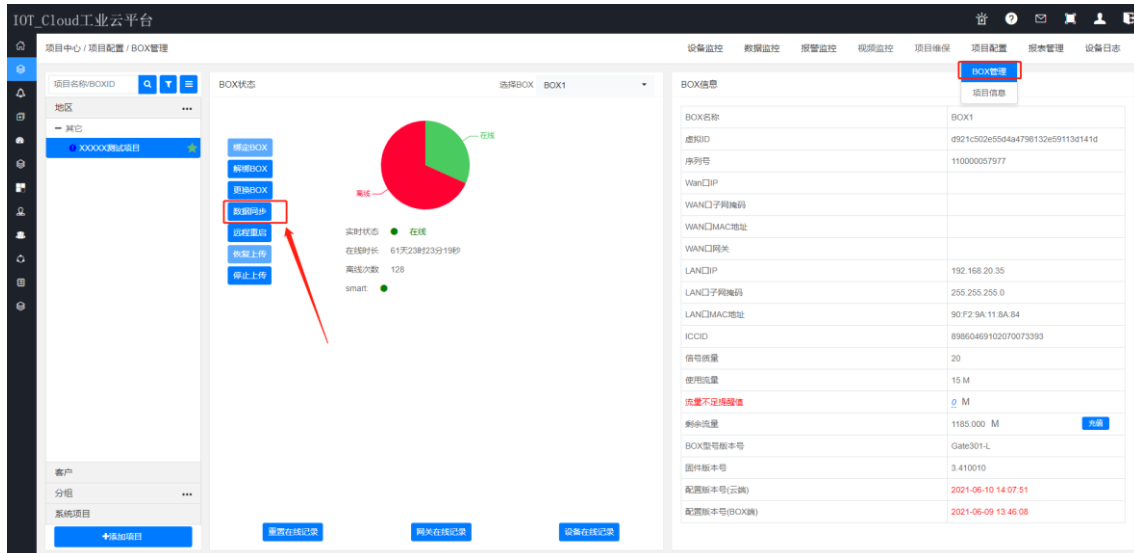 IOT_Cloud工业云平台
项目中心 / 项目配置 / BOX管理
设备监控 数据监控 报警监控 视频监控 项目维保 项目配置 报表管理 设备日志
BOX管理
项目信息
项目名称/BOXID
地区
其它
XXXXX测试项目
客户
分组
系统项目
+添加项目
BOX状态
选择BOX BOX1
绑定BOX
解绑BOX
更换BOX
数据同步
远程重启
恢复上传
停止上传
在线
离线
实时状态 在线
在线时长 61天23时23分19秒
离线次数 128
smart
重置在线记录 网关在线记录 设备在线记录
BOX信息
BOX名称 BOX1
虚拟ID d921c502e55d4a4798132e59113d141d
序列号 110000057977
Wan口IP
WAN口子网掩码
WAN口MAC地址
WAN口网关
LAN口IP 192.168.20.35
LAN口子网掩码 255.255.255.0
LAN口MAC地址 90:F2:9A:11:8A:84
ICCID 89860469102070073393
信号质量 20
使用流量 15 M
流量不足提醒值 0 M
剩余流量 1185.000 M 充值
BOX型号版本号 Gate301-L
固件版本号 3.410010
配置版本号(云端) 2021-06-10 14:07:51
配置版本号(BOX端) 2021-06-09 13:46:08